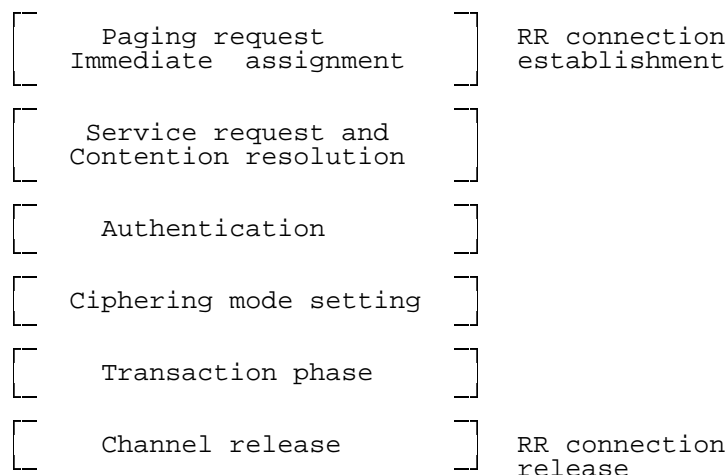 Paging request
Immediate assignment
RR connection
establishment
Service request and
Contention resolution
Authentication
Ciphering mode setting
Transaction phase
Channel release
RR connection
release